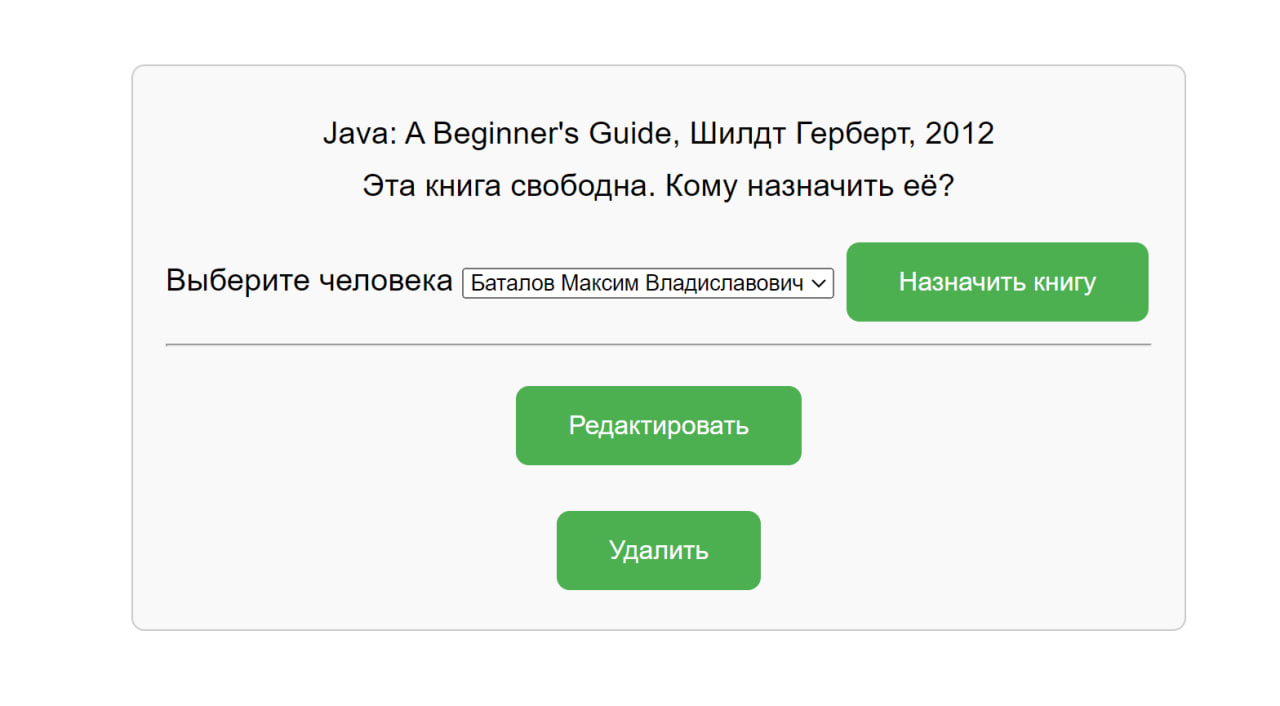 Java: A Beginner's Guide, Шилдт Герберт, 2012
Эта книга свободна. Кому назначить её?
Выберите человека Баталов Максим Владиславович Назначить книгу
Редактировать
Удалить